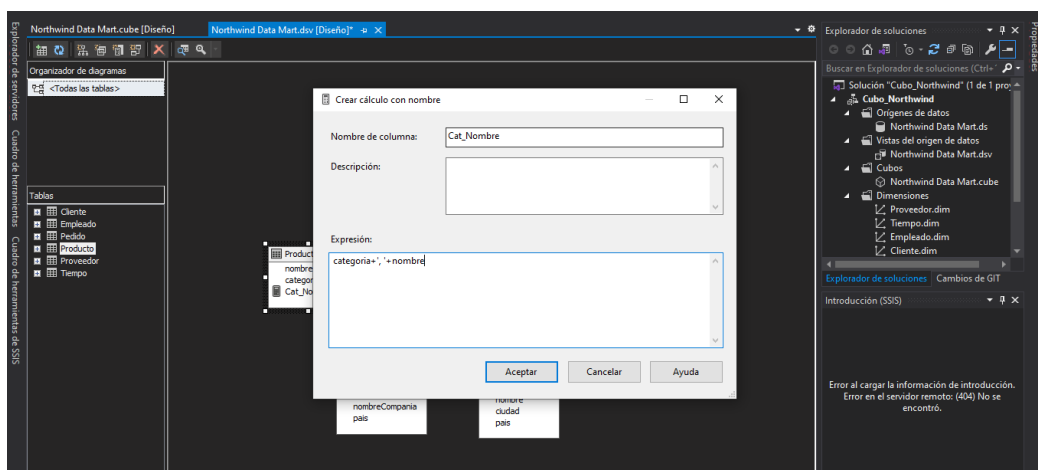 Northwind Data Mart.cube [Diseño]
Northwind Data Mart.dsv [Diseño]*
Explorador de servidores
Cuadro de herramientas
Cuadro de herramientas de SSIS
Organizador de diagramas
<Todas las tablas>
Tablas
Cliente
Empleado
Pedido
Producto
Proveedor
Tiempo
Product
nombre
categor
Cat_No
Crear cálculo con nombre
Nombre de columna:
Cat_Nombre
Descripción:
Expresión:
categoria+', '+nombre
Aceptar
Cancelar
Ayuda
nombreCompania
pais
nombre
ciudad
pais
Explorador de soluciones
Buscar en Explorador de soluciones (Ctrl+'
Solución "Cubo_Northwind" (1 de 1 proy
Cubo_Northwind
Orígenes de datos
Northwind Data Mart.ds
Vistas del origen de datos
Northwind Data Mart.dsv
Cubos
Northwind Data Mart.cube
Dimensiones
Proveedor.dim
Tiempo.dim
Empleado.dim
Cliente.dim
Explorador de soluciones
Cambios de GIT
Introducción (SSIS)
Error al cargar la información de introducción.
Error en el servidor remoto: (404) No se
encontró.
Propiedades